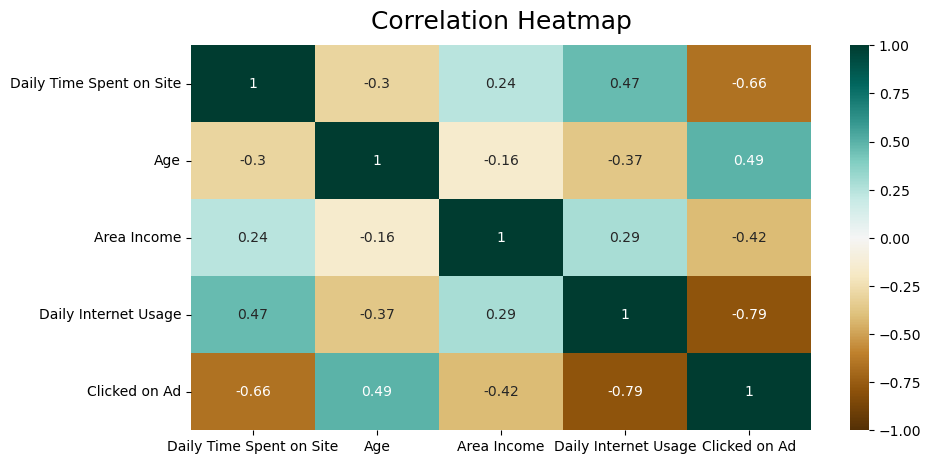 Correlation Heatmap
Daily Time Spent on Site 1 -0.3 0.24 0.47 -0.66
Age -0.3 1 -0.16 -0.37 0.49
Area Income 0.24 -0.16 1 0.29 -0.42
Daily Internet Usage 0.47 -0.37 0.29 1 -0.79
Clicked on Ad -0.66 0.49 -0.42 -0.79 1
Daily Time Spent on Site Age Area Income Daily Internet Usage Clicked on Ad
1.00
0.75
0.50
0.25
0.00
−0.25
−0.50
−0.75
−1.00